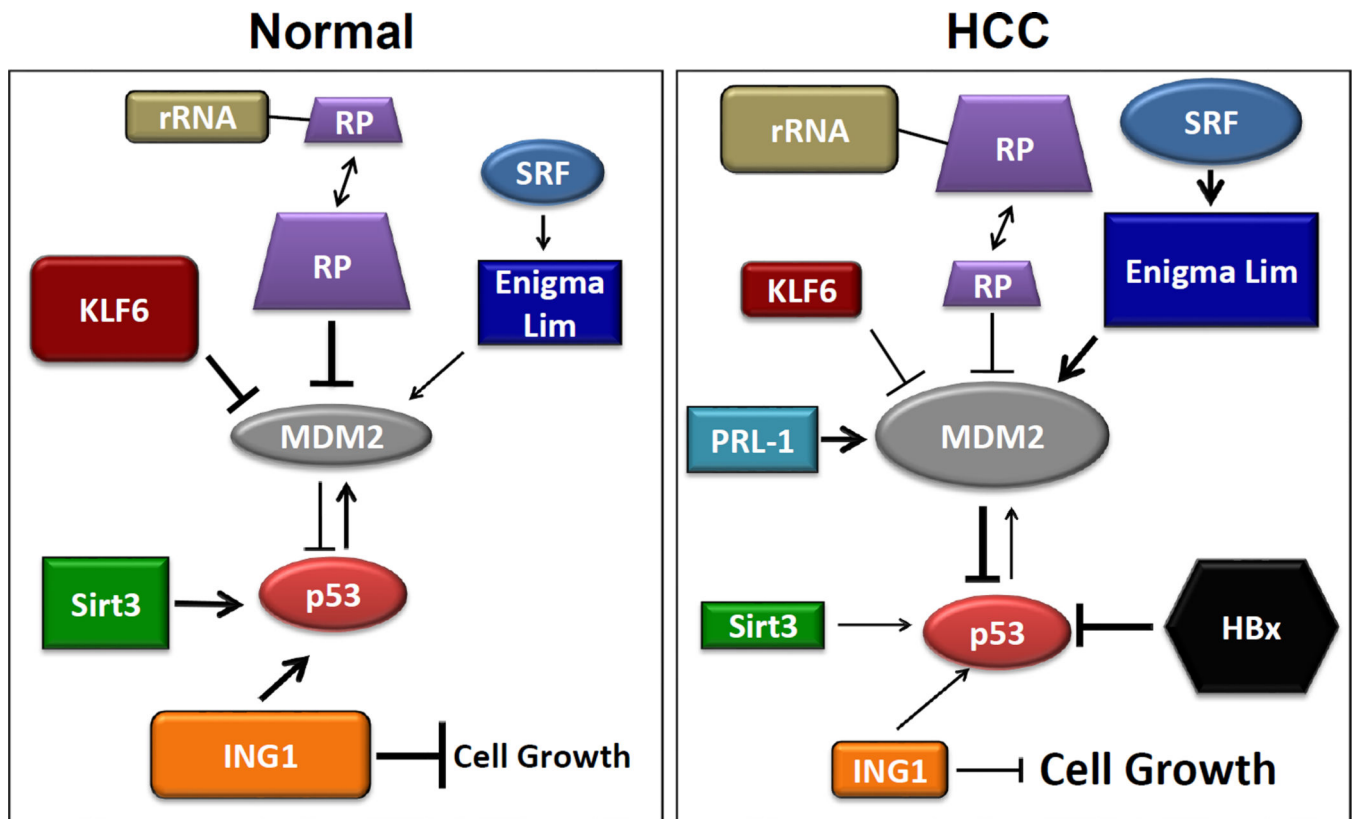 Normal
rRNA
RP
SRF
RP
Enigma
Lim
KLF6
MDM2
Sirt3
p53
ING1
Cell Growth
HCC
rRNA
RP
SRF
Enigma Lim
KLF6
RP
PRL-1
MDM2
Sirt3
p53
HBx
ING1
Cell Growth